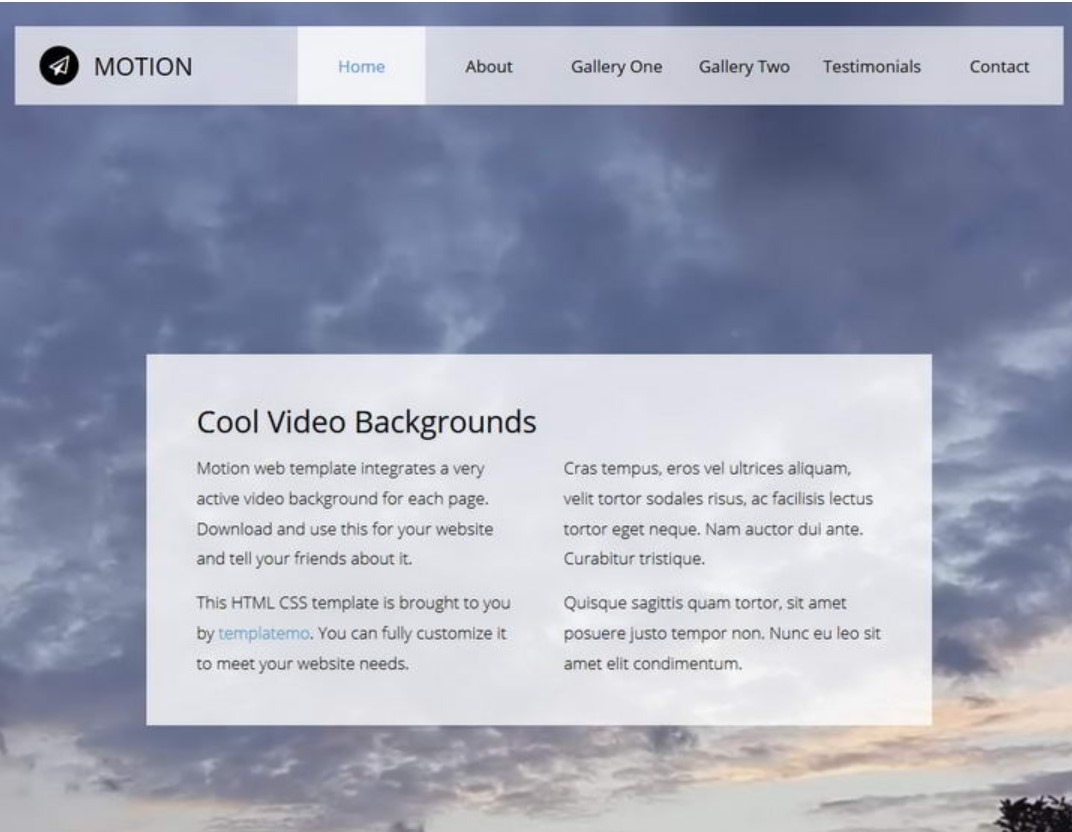 MOTION
Home
About
Gallery One
Gallery Two
Testimonials
Contact
Cool Video Backgrounds
Motion web template integrates a very
active video background for each page.
Download and use this for your website
and tell your friends about it.
This HTML CSS template is brought to you
by templatemo. You can fully customize it
to meet your website needs.
Cras tempus, eros vel ultrices aliquam,
velit tortor sodales risus, ac facilisis lectus
tortor eget neque. Nam auctor dui ante.
Curabitur tristique.
Quisque sagittis quam tortor, sit amet
posuere justo tempor non. Nunc eu leo sit
amet elit condimentum.